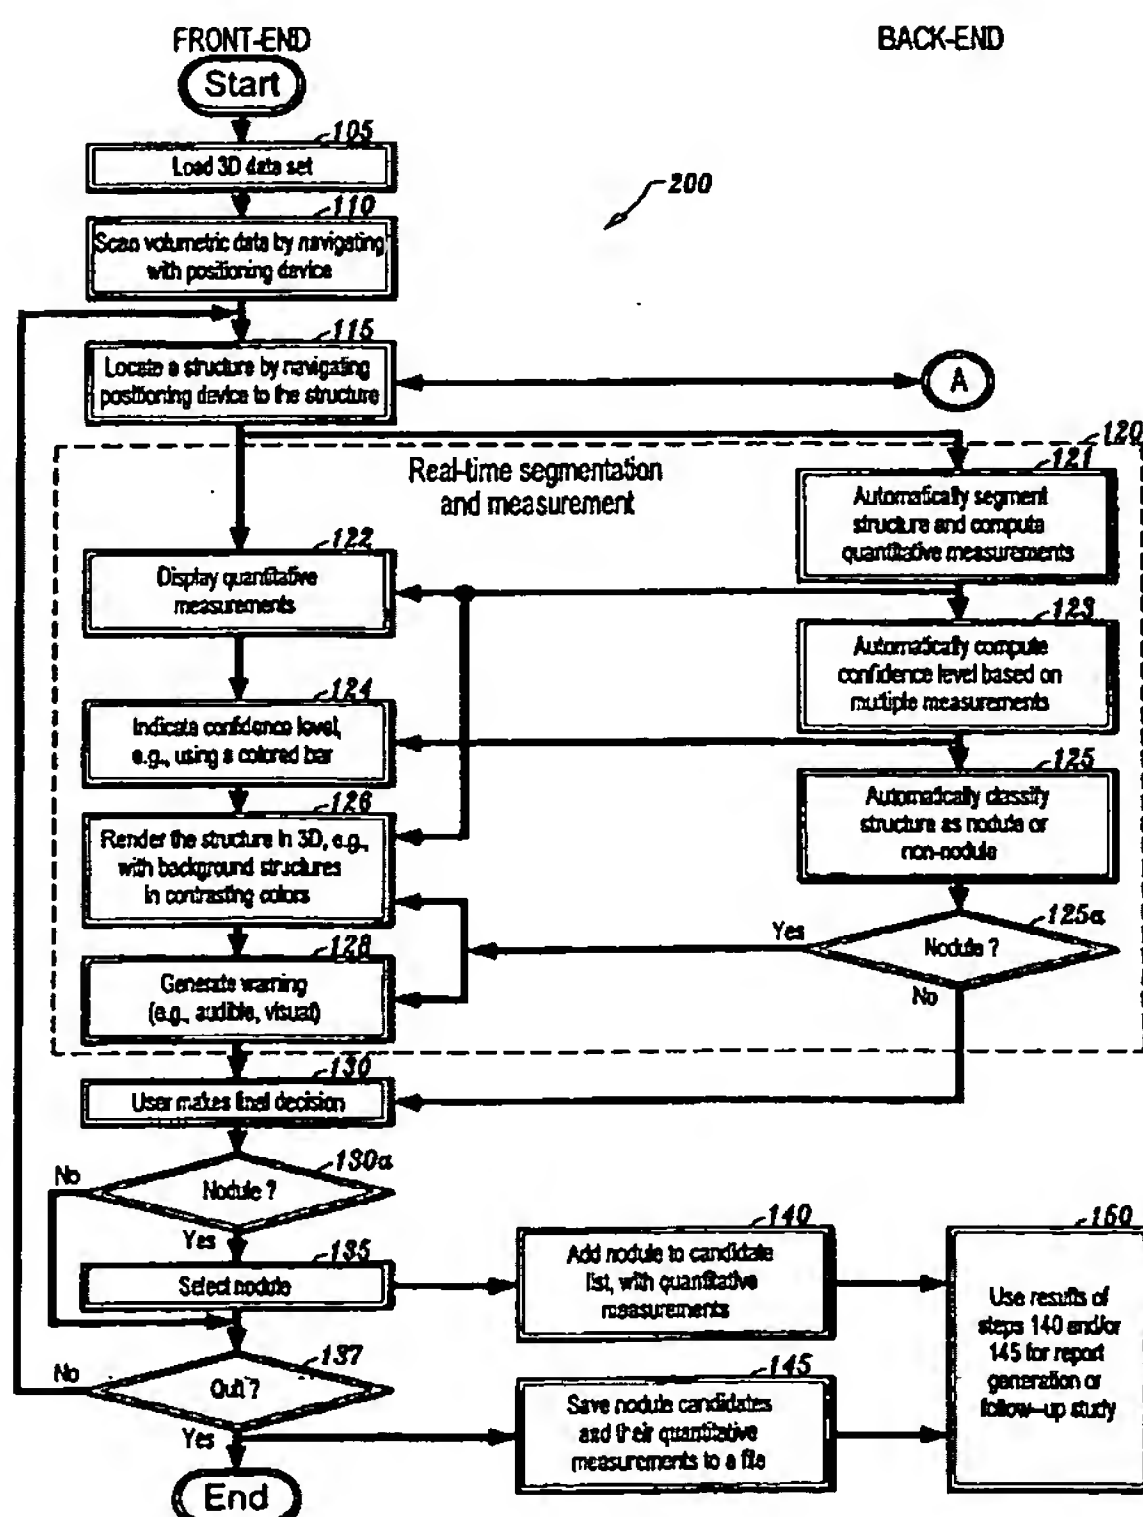 FRONT-END
BACK-END
Start
105
Load 3D data set
200
110
Scan volumetric data by navigating
with positioning device
115
Locate a structure by navigating
positioning device to the structure
A
120
Real-time segmentation
and measurement
121
Automatically segment
structure and compute
quantitative measurements
122
Display quantitative
measurements
123
Automatically compute
confidence level based on
multiple measurements
124
Indicate confidence level,
e.g., using a colored bar
125
Automatically classify
structure as nodule or
non-nodule
126
Render the structure in 3D, e.g.,
with background structures
in contrasting colors
125a
Yes
Nodule ?
No
128
Generate warning
(e.g., audible, visual)
130
User makes final decision
130a
No
Nodule ?
Yes
135
Select nodule
140
Add nodule to candidate
list, with quantitative
measurements
150
Use results of
steps 140 and/or
145 for report
generation or
follow-up study
137
No
Quit ?
Yes
145
Save nodule candidates
and their quantitative
measurements to a file
End